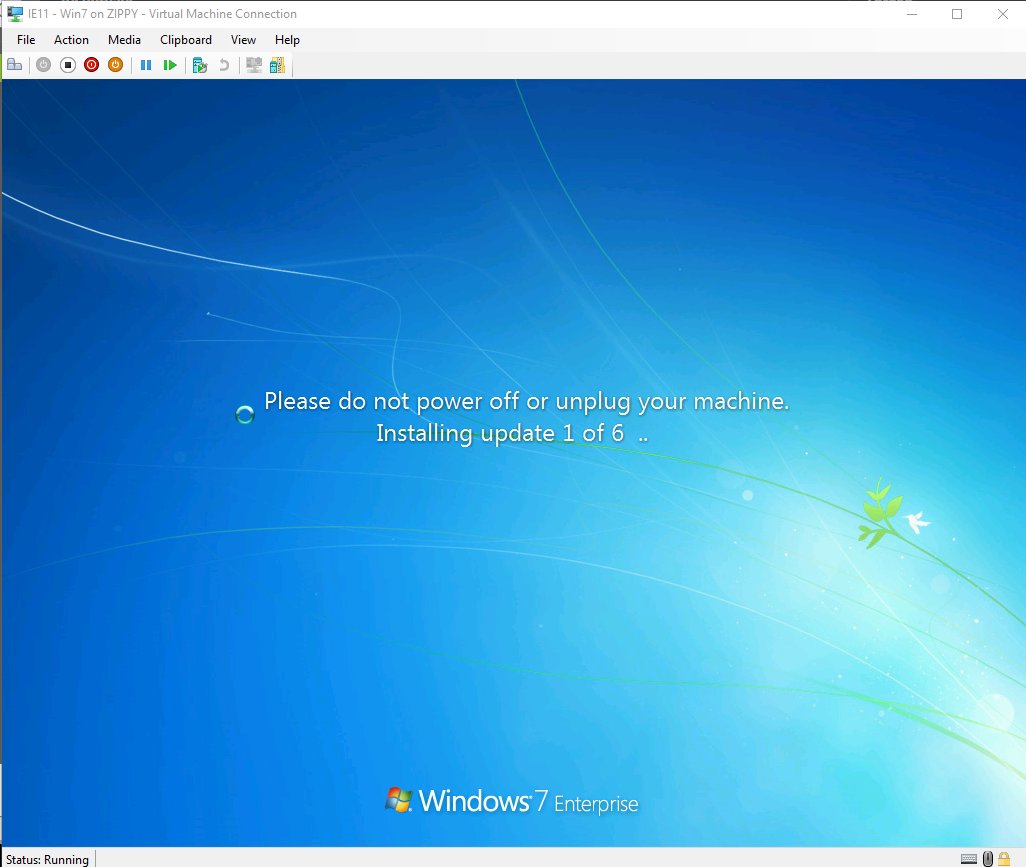 IE11 - Win7 on ZIPPY - Virtual Machine Connection
File Action Media Clipboard View Help
Please do not power off or unplug your machine.
Installing update 1 of 6 ..
Windows 7 Enterprise
Status: Running